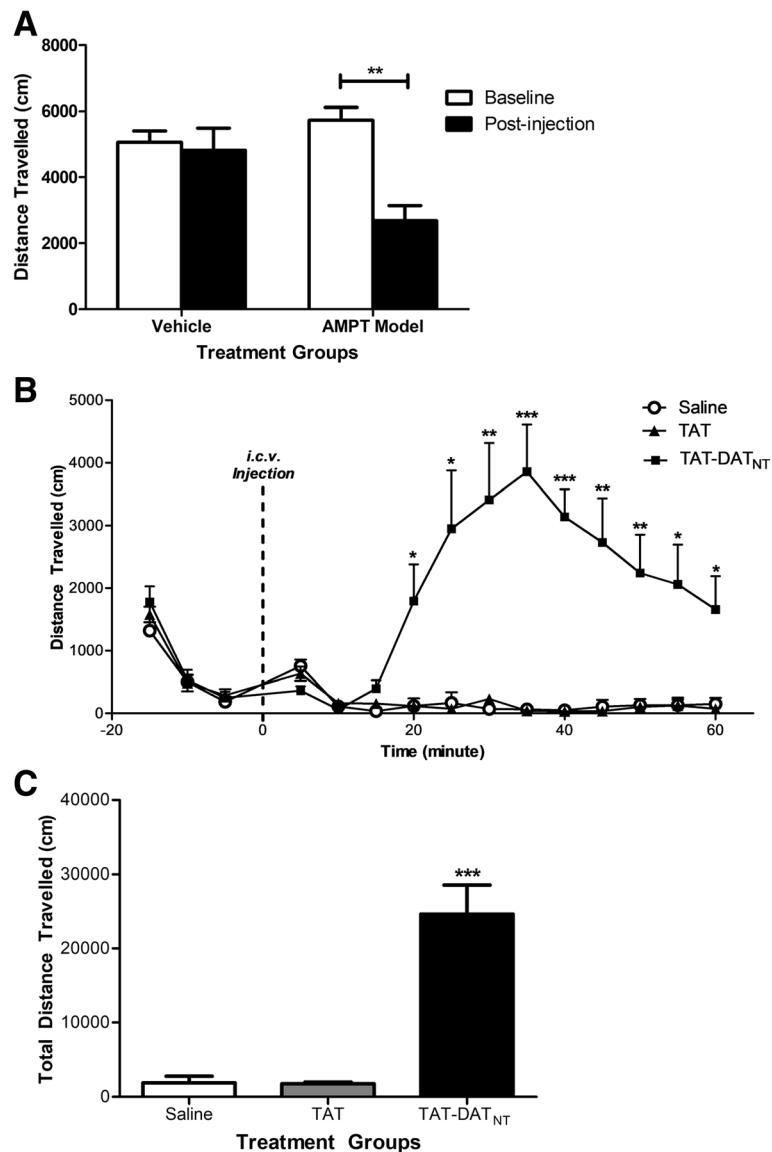 A
Distance Travelled (cm)
8000
6000
4000
2000
0
**
Baseline
Post-injection
Vehicle
AMPT Model
Treatment Groups
B
Distance Travelled (cm)
5000
4000
3000
2000
1000
0
i.c.v.
Injection
*
*
**
***
***
**
**
*
*
Saline
TAT
TAT-DATNT
-20
0
20
40
60
Time (minute)
C
Total Distance Travelled (cm)
40000
30000
20000
10000
0
***
Saline
TAT
TAT-DATNT
Treatment Groups